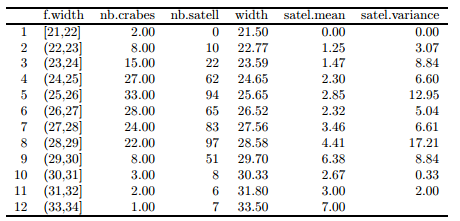 f.width nb.crabes nb.satell width satel.mean satel.variance
1 [21,22] 2.00 0 21.50 0.00 0.00
2 (22,23] 8.00 10 22.77 1.25 3.07
3 (23,24] 15.00 22 23.59 1.47 8.84
4 (24,25] 27.00 62 24.65 2.30 6.60
5 (25,26] 33.00 94 25.65 2.85 12.95
6 (26,27] 28.00 65 26.52 2.32 5.04
7 (27,28] 24.00 83 27.56 3.46 6.61
8 (28,29] 22.00 97 28.58 4.41 17.21
9 (29,30] 8.00 51 29.70 6.38 8.84
10 (30,31] 3.00 8 30.33 2.67 0.33
11 (31,32] 2.00 6 31.80 3.00 2.00
12 (33,34] 1.00 7 33.50 7.00